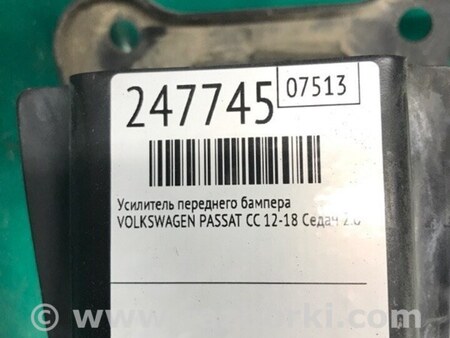 247745
07513
Усилитель переднего бампера
VOLKSWAGEN PASSAT CC 12-18 Седан 2.0